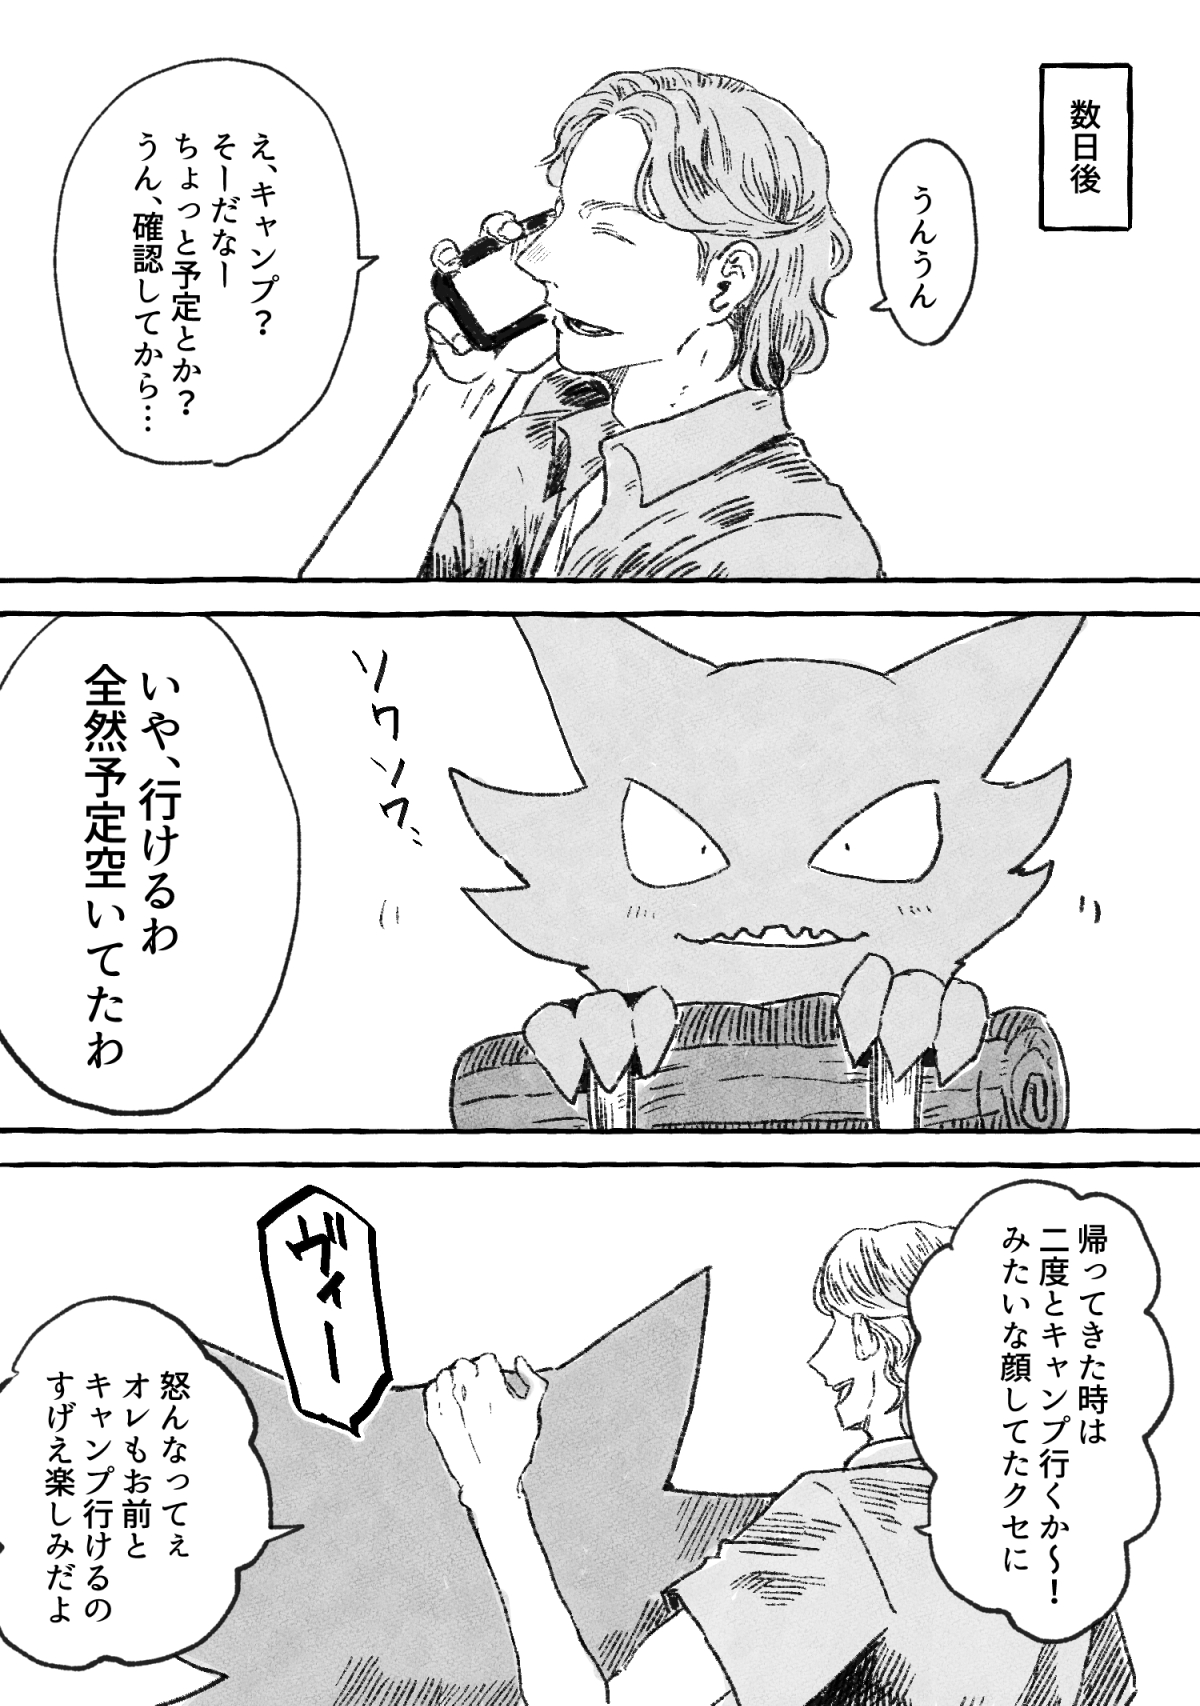 数日後
うんうん
え、キャンプ？
そーだなー
ちょっと予定とか？
うん、確認してから…
ソワソワ
いや、行けるわ
全然予定空いてたわ
帰ってきた時は
二度とキャンプ行くか～！
みたいな顔してたクセに
ヴィー
怒んなってぇ
オレもお前と
キャンプ行けるの
すげえ楽しみだよ